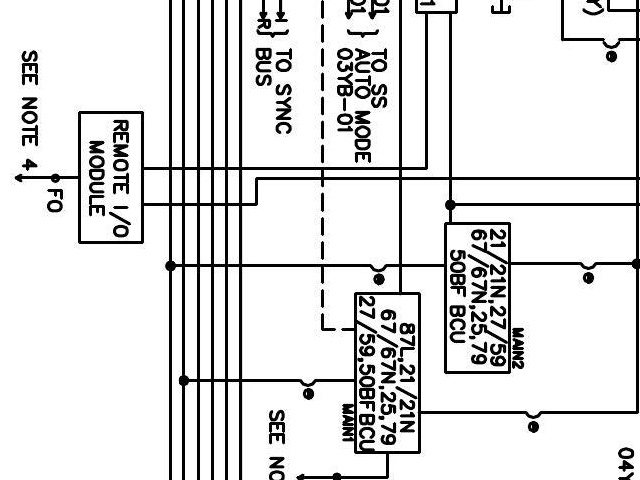 SEE NOTE 4
FO
REMOTE I/O
MODULE
TO SYNC
BUS
TO SS
AUTO MODE
03YB-01
21/21N,27/59
67/67N,25,79
50BF BCU
MAIN2
87L,21/21N
67/67N,25,79
27/59,50BFBCU
MAIN1
SEE